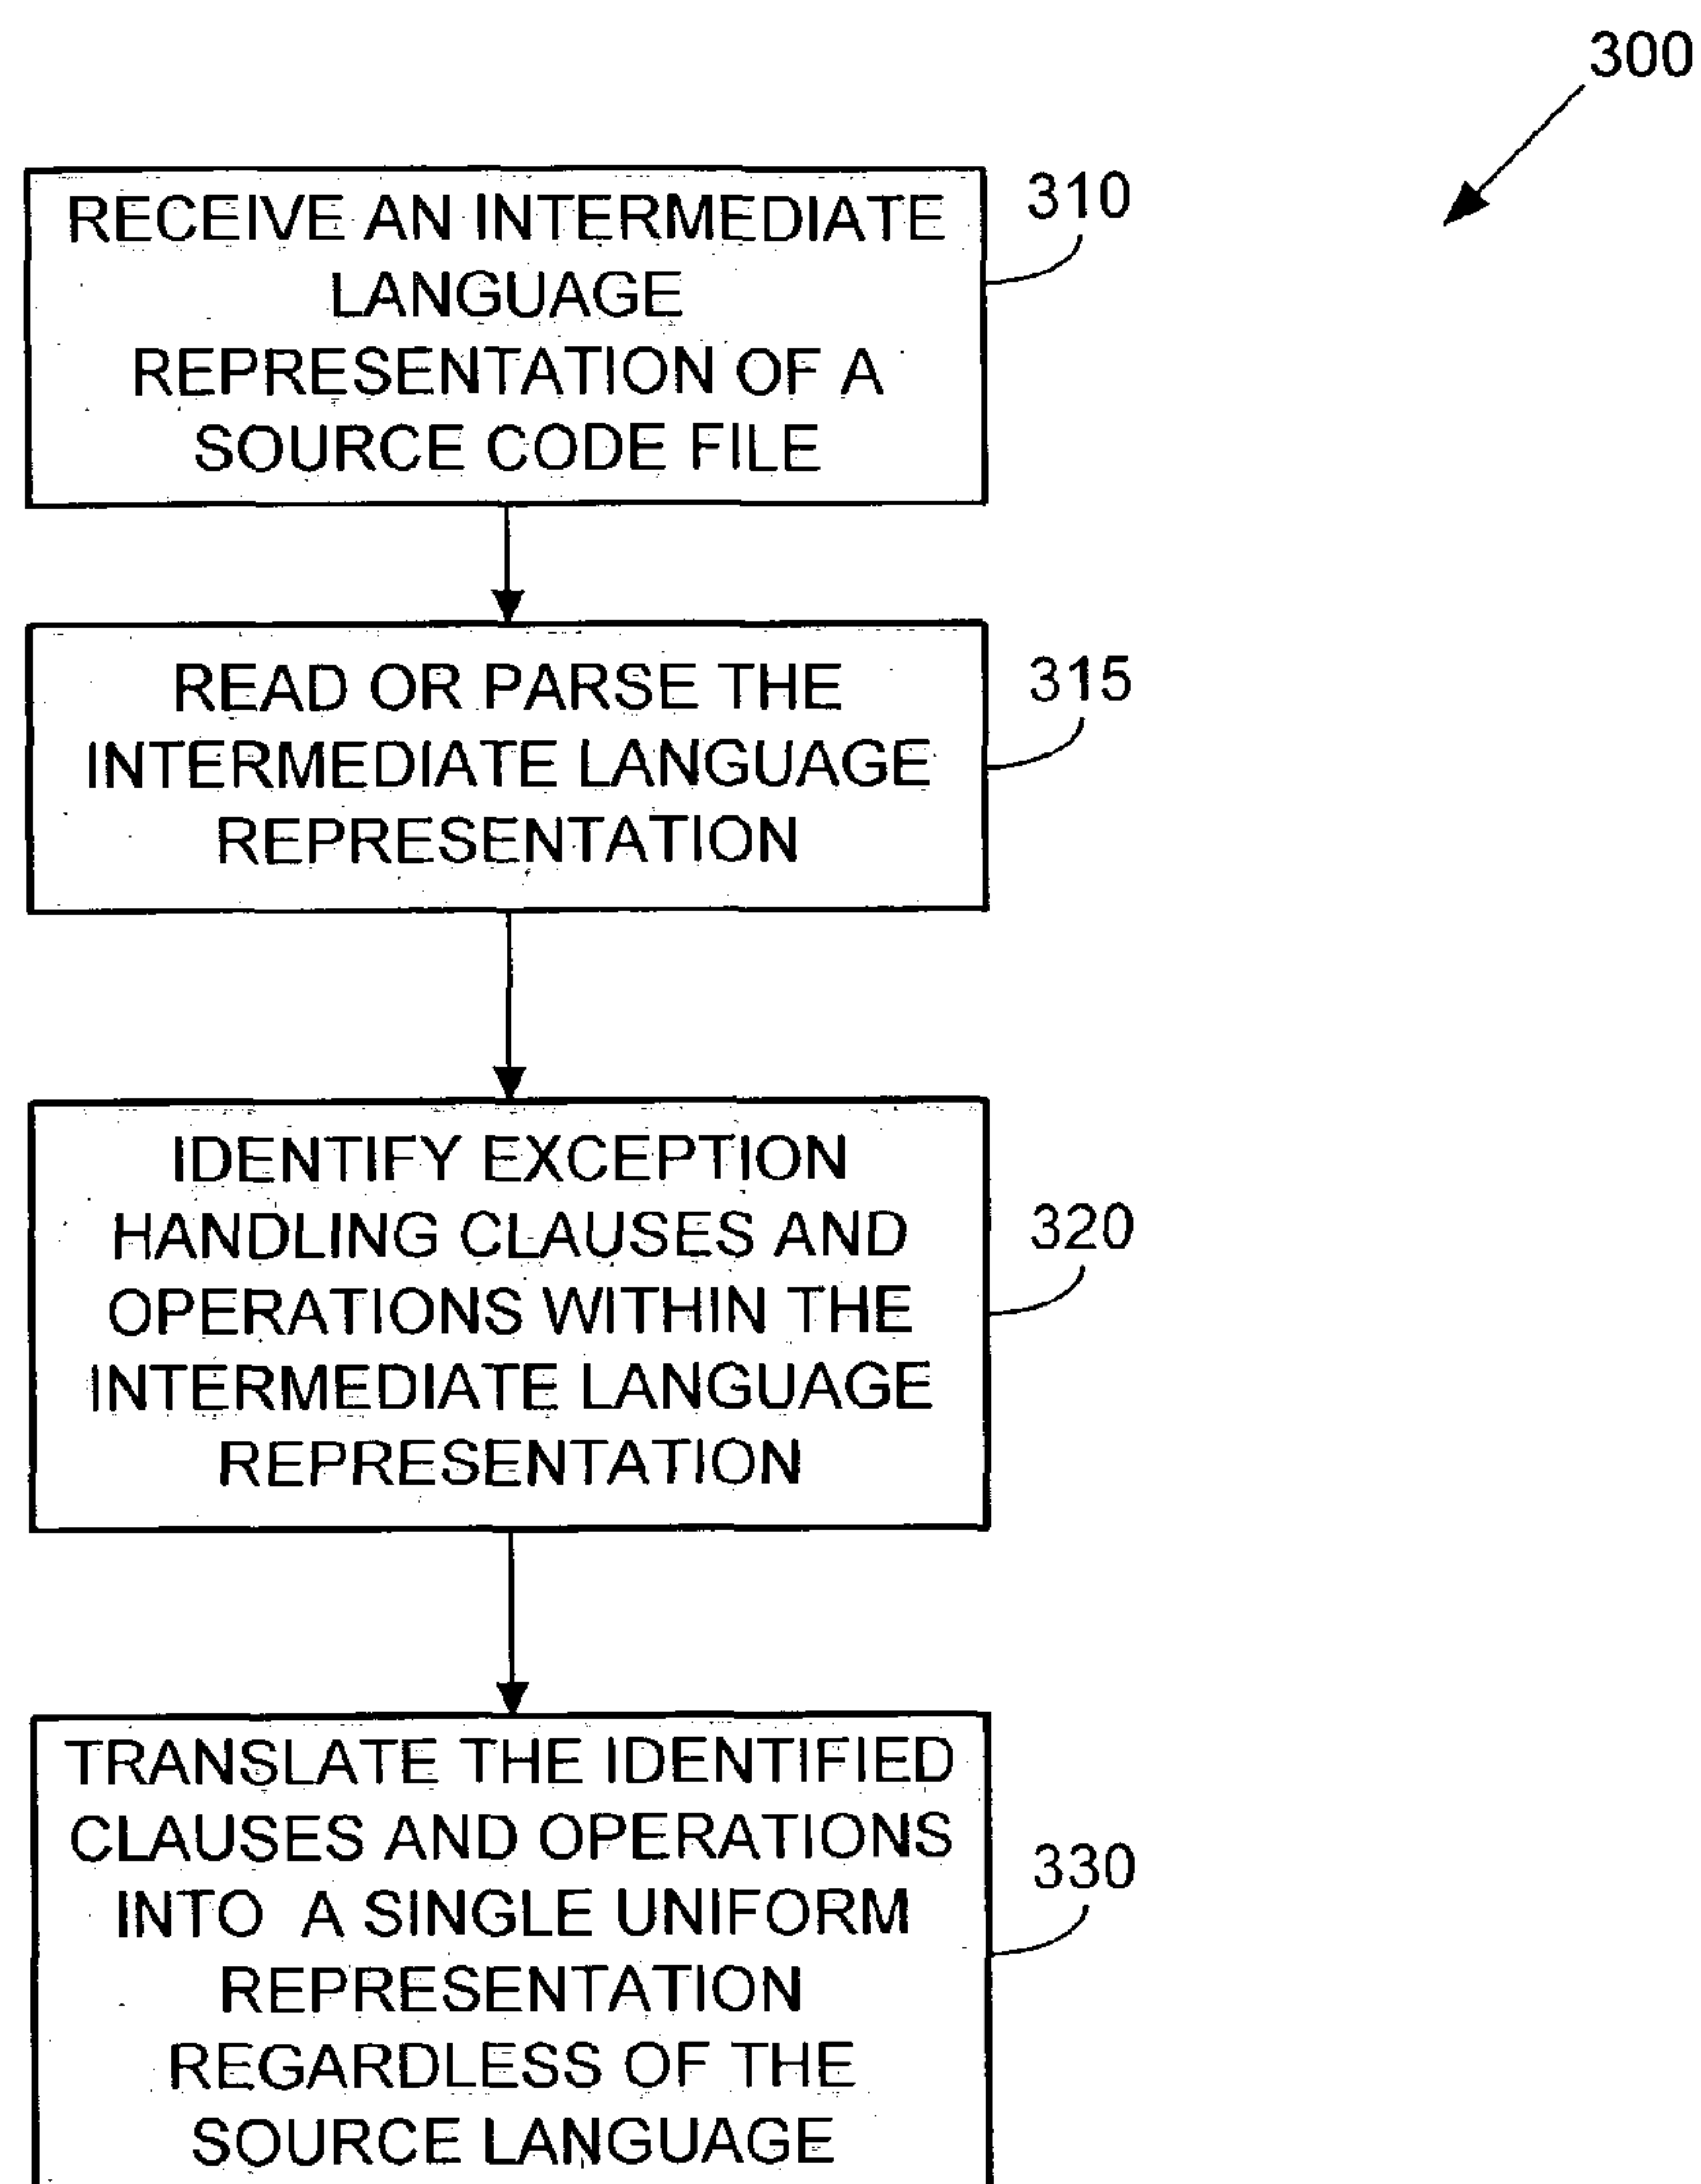 300
RECEIVE AN INTERMEDIATE
LANGUAGE
REPRESENTATION OF A
SOURCE CODE FILE
310
READ OR PARSE THE
INTERMEDIATE LANGUAGE
REPRESENTATION
315
IDENTIFY EXCEPTION
HANDLING CLAUSES AND
OPERATIONS WITHIN THE
INTERMEDIATE LANGUAGE
REPRESENTATION
320
TRANSLATE THE IDENTIFIED
CLAUSES AND OPERATIONS
INTO A SINGLE UNIFORM
REPRESENTATION
REGARDLESS OF THE
SOURCE LANGUAGE
330